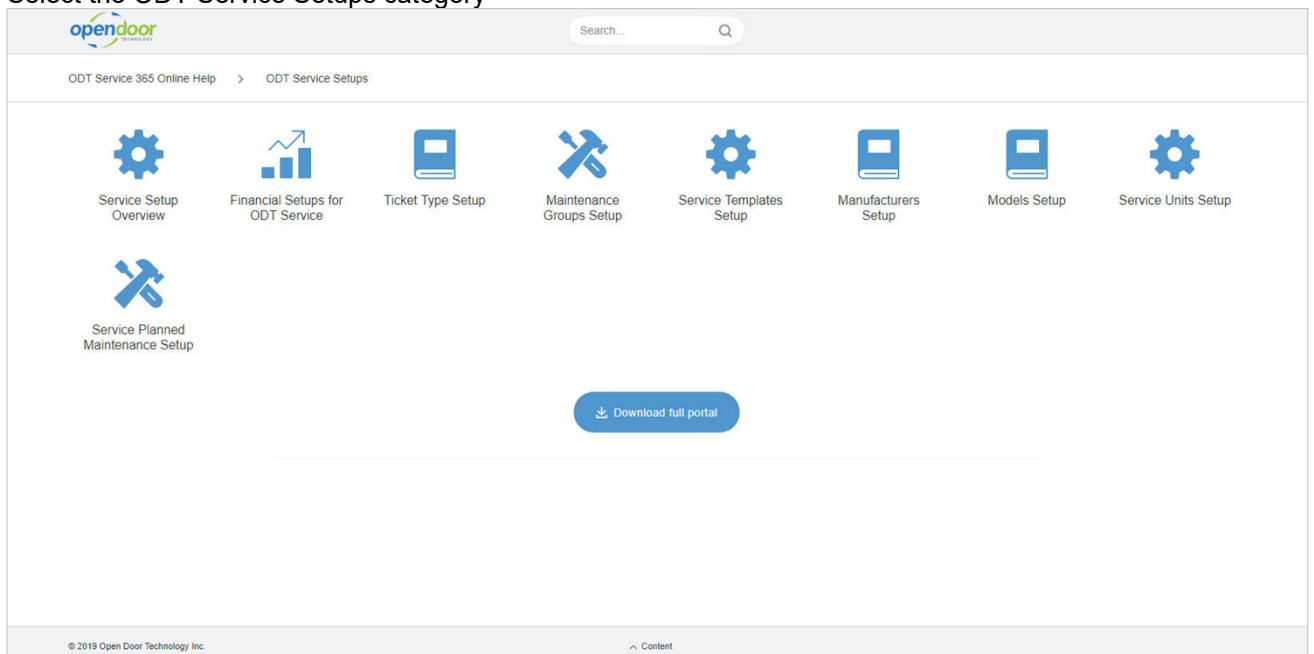 Select the ODT Service Setups category
opendoor
TECHNOLOGY
Search...
ODT Service 365 Online Help > ODT Service Setups
Service Setup
Overview
Financial Setups for
ODT Service
Ticket Type Setup
Maintenance
Groups Setup
Service Templates
Setup
Manufacturers
Setup
Models Setup
Service Units Setup
Service Planned
Maintenance Setup
Download full portal
© 2019 Open Door Technology Inc.
Content